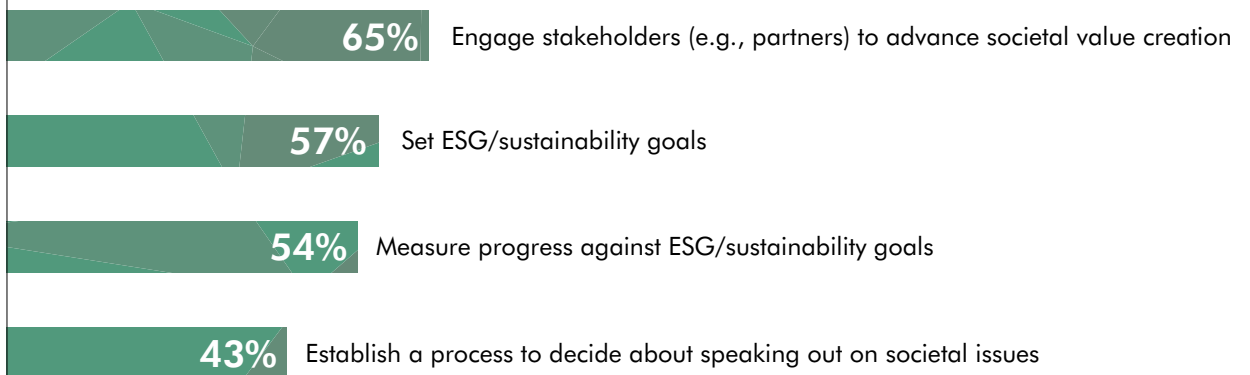 65% Engage stakeholders (e.g., partners) to advance societal value creation
57% Set ESG/sustainability goals
54% Measure progress against ESG/sustainability goals
43% Establish a process to decide about speaking out on societal issues